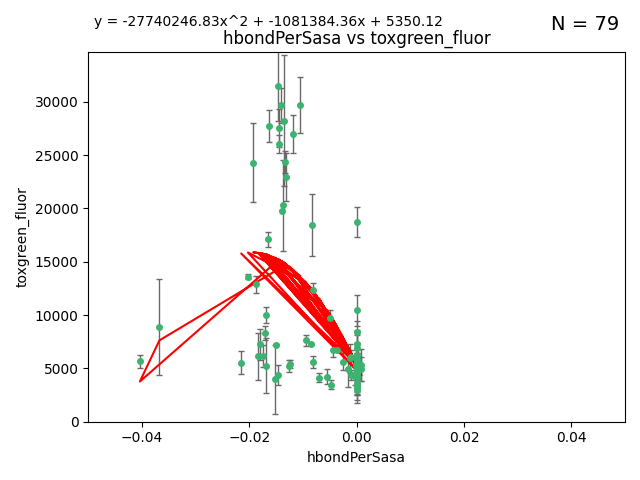 y = -27740246.83x^2 + -1081384.36x + 5350.12
N = 79
hbondPerSasa vs toxgreen_fluor
toxgreen_fluor
30000
25000
20000
15000
10000
5000
0
−0.04
−0.02
0.00
0.02
0.04
hbondPerSasa